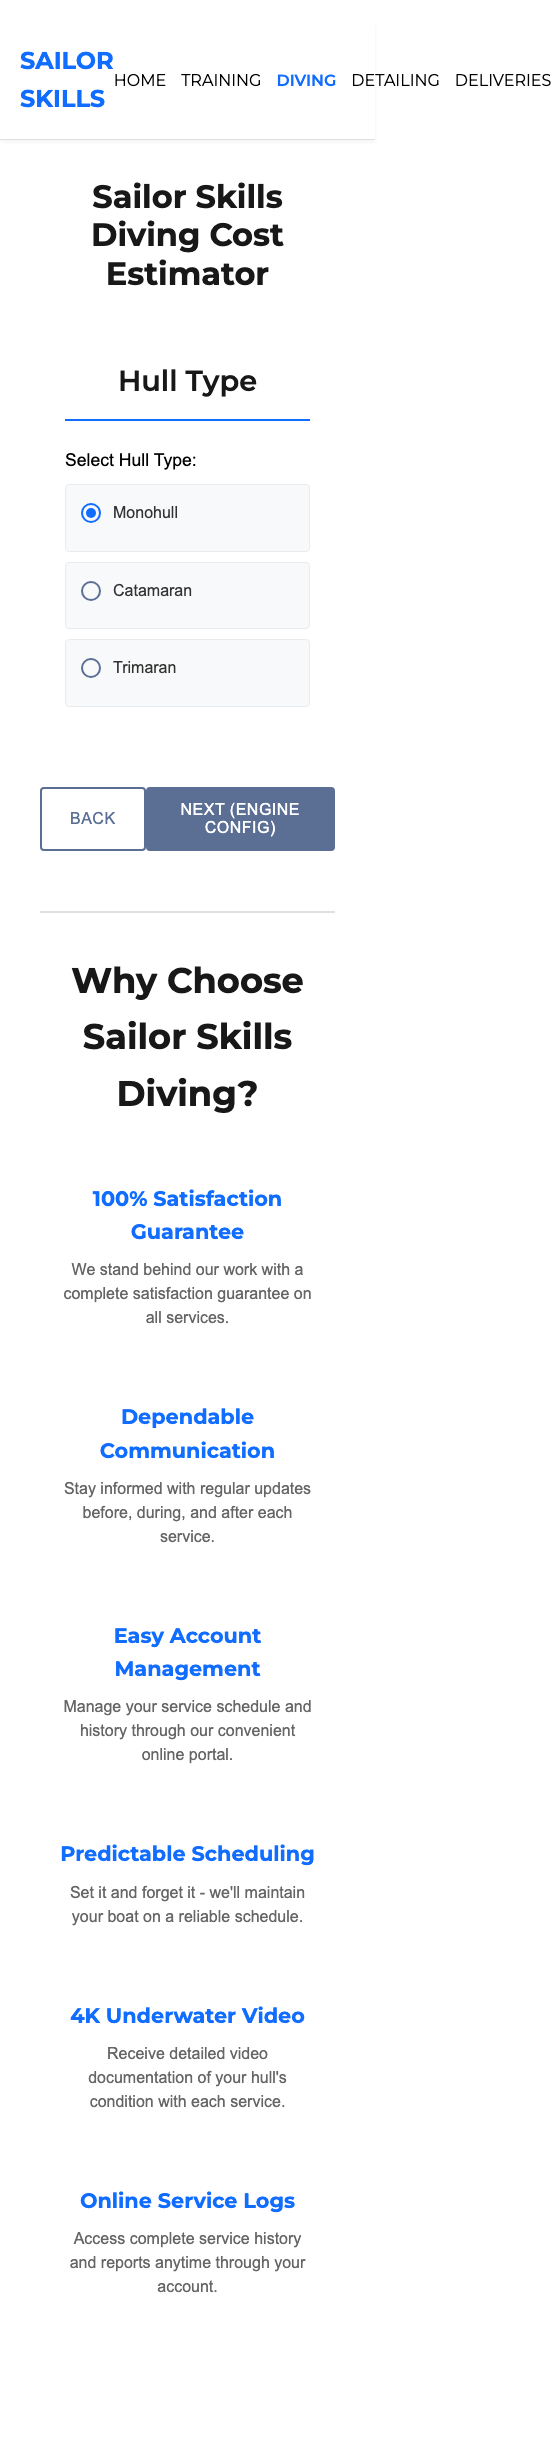 SAILOR
SKILLS
HOME TRAINING DIVING DETAILING DELIVERIES
Sailor Skills
Diving Cost
Estimator
Hull Type
Select Hull Type:
Monohull
Catamaran
Trimaran
BACK
NEXT (ENGINE
CONFIG)
Why Choose
Sailor Skills
Diving?
100% Satisfaction
Guarantee
We stand behind our work with a
complete satisfaction guarantee on
all services.
Dependable
Communication
Stay informed with regular updates
before, during, and after each
service.
Easy Account
Management
Manage your service schedule and
history through our convenient
online portal.
Predictable Scheduling
Set it and forget it - we'll maintain
your boat on a reliable schedule.
4K Underwater Video
Receive detailed video
documentation of your hull's
condition with each service.
Online Service Logs
Access complete service history
and reports anytime through your
account.